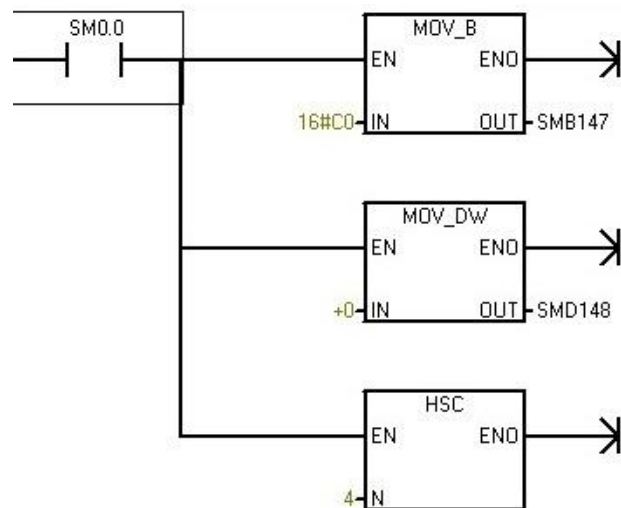 SM0.0
MOV_B
EN ENO
16#C0 IN OUT SMB147
MOV_DW
EN ENO
+0 IN OUT SMD148
HSC
EN ENO
4 N